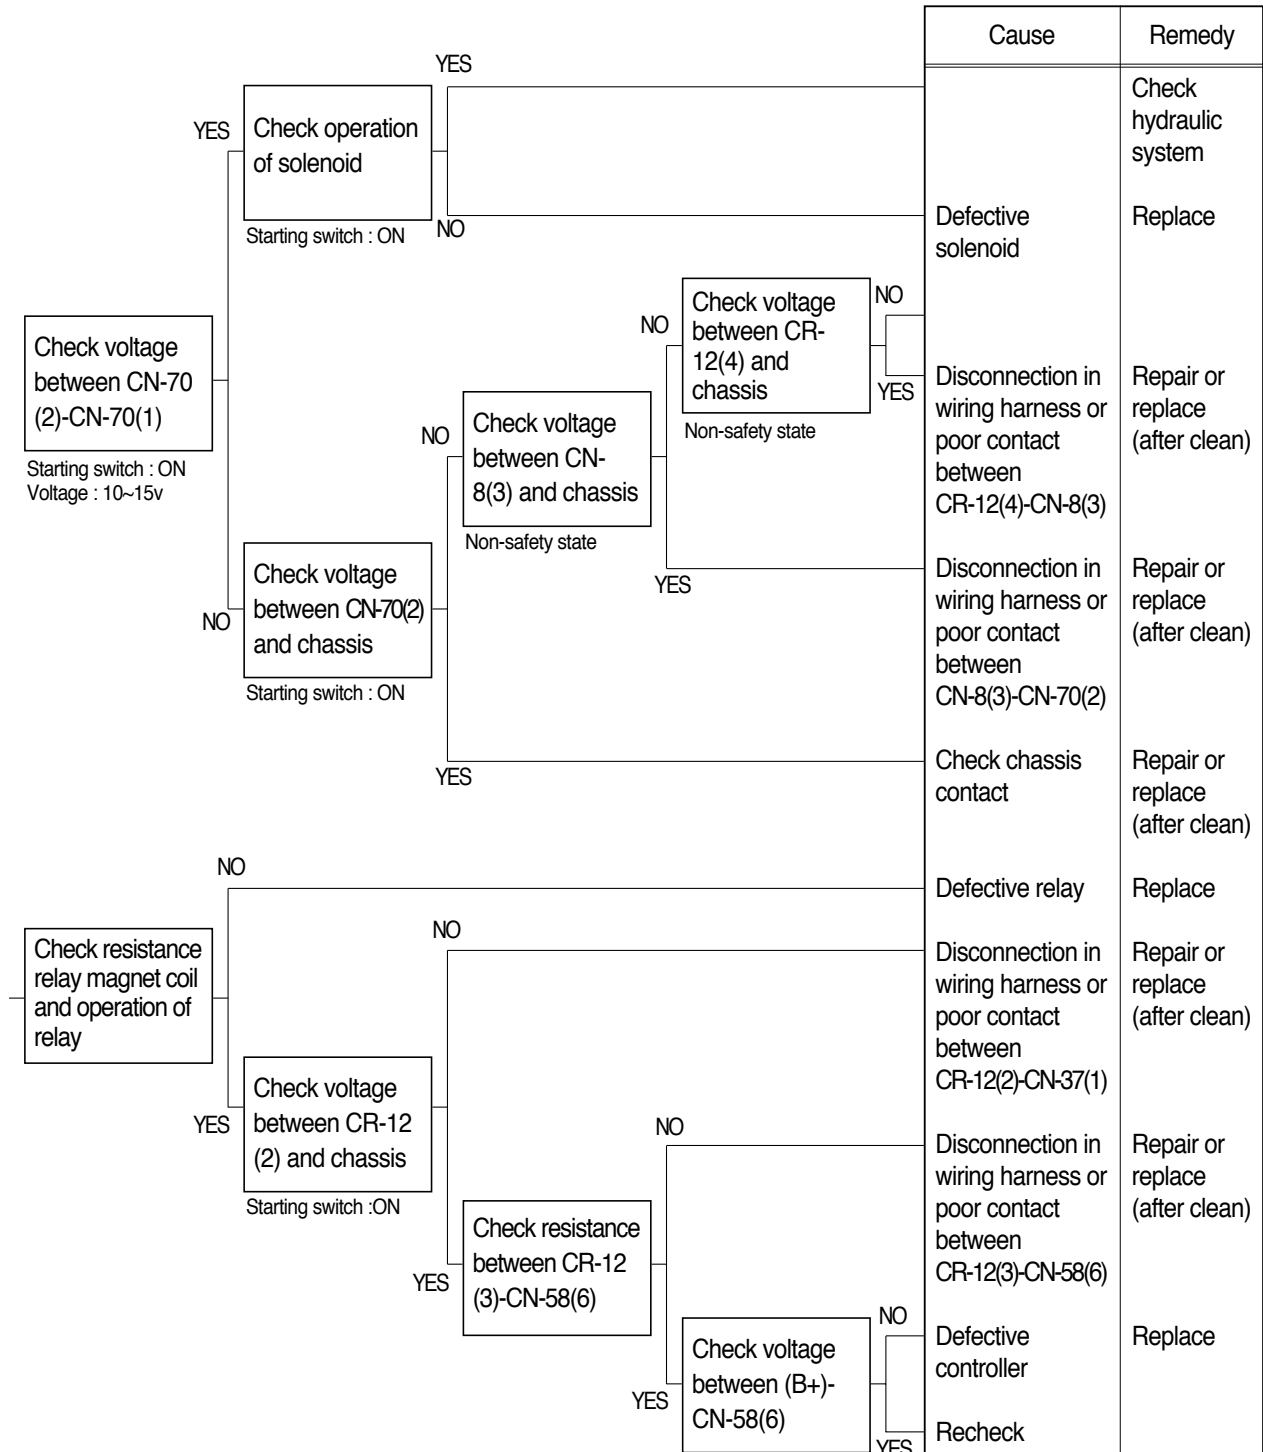 Cause
Remedy
YES
Check
hydraulic
system
YES
Check operation
of solenoid
Starting switch : ON
NO
Defective
solenoid
Replace
Check voltage
between CN-70
(2)-CN-70(1)
Starting switch : ON
Voltage : 10~15v
NO
Check voltage
between CR-
12(4) and
chassis
Non-safety state
NO
YES
Disconnection in
wiring harness or
poor contact
between
CR-12(4)-CN-8(3)
Repair or
replace
(after clean)
NO
Check voltage
between CN-
8(3) and chassis
Non-safety state
YES
Disconnection in
wiring harness or
poor contact
between
CN-8(3)-CN-70(2)
Repair or
replace
(after clean)
NO
Check voltage
between CN-70(2)
and chassis
Starting switch : ON
YES
Check chassis
contact
Repair or
replace
(after clean)
NO
Defective relay
Replace
Check resistance
relay magnet coil
and operation of
relay
NO
Disconnection in
wiring harness or
poor contact
between
CR-12(2)-CN-37(1)
Repair or
replace
(after clean)
YES
Check voltage
between CR-12
(2) and chassis
Starting switch :ON
NO
Disconnection in
wiring harness or
poor contact
between
CR-12(3)-CN-58(6)
Repair or
replace
(after clean)
YES
Check resistance
between CR-12
(3)-CN-58(6)
NO
Defective
controller
Replace
YES
Check voltage
between (B+)-
CN-58(6)
YES
Recheck